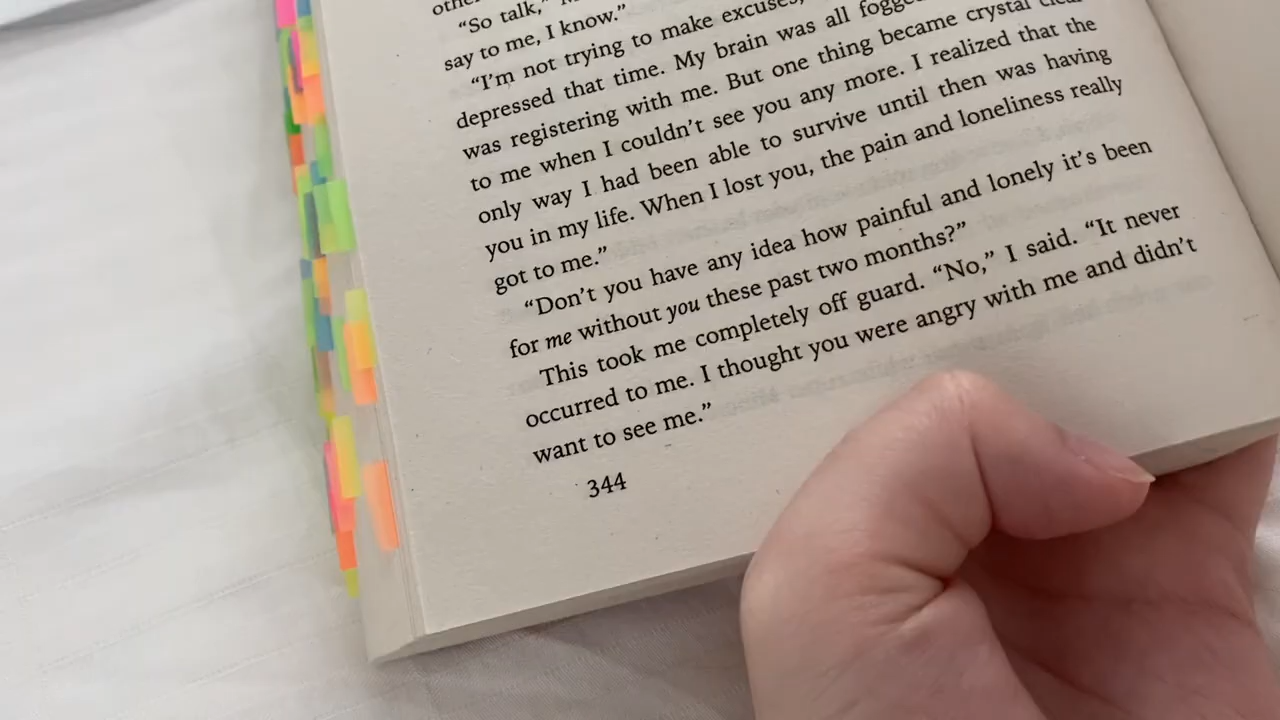 “So talk,”
say to me, I know.”
“I’m not trying to make excuses,
depressed that time. My brain was all
was registering with me. But one thing became crystal
to me when I couldn’t see you any more. I realized that the
only way I had been able to survive until then was having
you in my life. When I lost you, the pain and loneliness really
got to me.”
“Don’t you have any idea how painful and lonely it’s been
for me without you these past two months?”
This took me completely off guard. “No,” I said. “It never
occurred to me. I thought you were angry with me and didn’t
want to see me.”
344